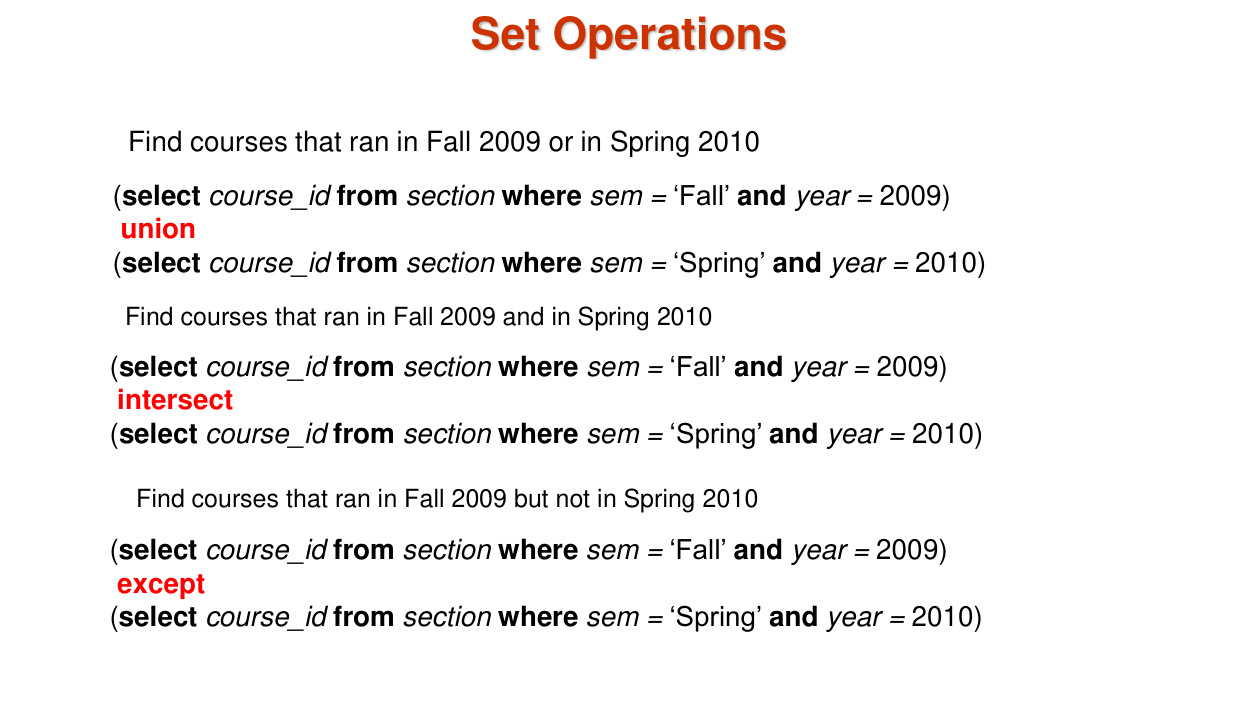 Set Operations
Find courses that ran in Fall 2009 or in Spring 2010
(select course_id from section where sem = ‘Fall’ and year = 2009)
union
(select course_id from section where sem = ‘Spring’ and year = 2010)
Find courses that ran in Fall 2009 and in Spring 2010
(select course_id from section where sem = ‘Fall’ and year = 2009)
intersect
(select course_id from section where sem = ‘Spring’ and year = 2010)
Find courses that ran in Fall 2009 but not in Spring 2010
(select course_id from section where sem = ‘Fall’ and year = 2009)
except
(select course_id from section where sem = ‘Spring’ and year = 2010)